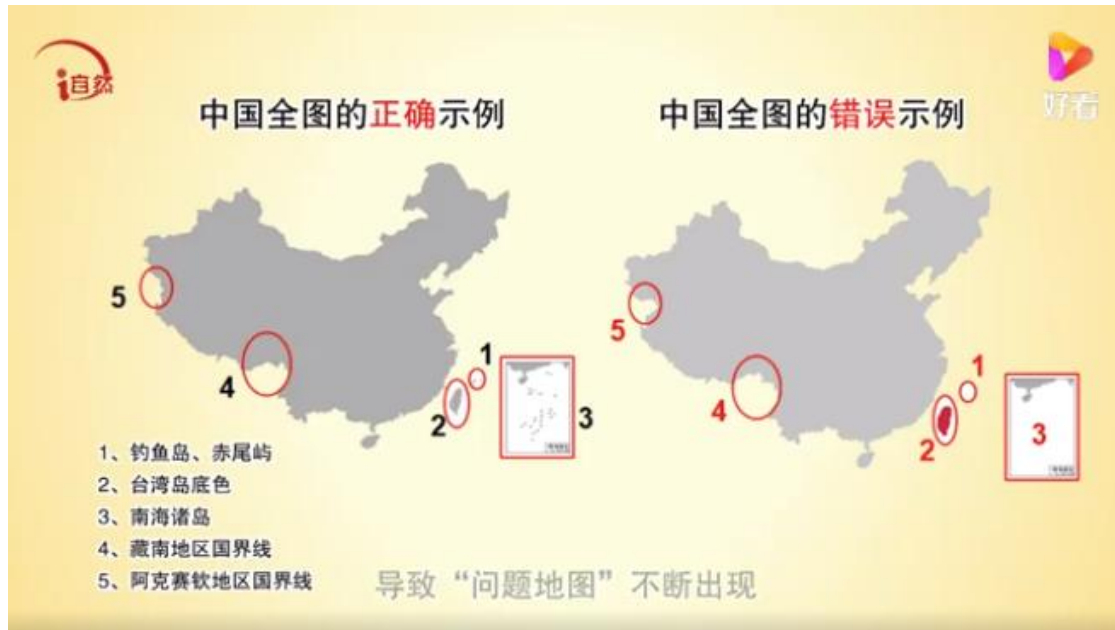 i自然
好看
中国全图的正确示例
中国全图的错误示例
5
4
1
2
3
5
4
1
2
3
1、钓鱼岛、赤尾屿
2、台湾岛底色
3、南海诸岛
4、藏南地区国界线
5、阿克赛钦地区国界线
导致“问题地图”不断出现